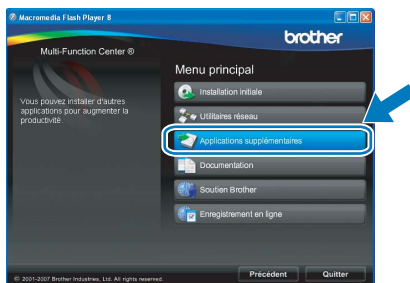 Macromedia Flash Player 8
brother
Multi-Function Center ®
Menu principal
Vous pouvez installer d'autres
applications pour augmenter la
productivité.
Installation initiale
Utilitaires réseau
Applications supplémentaires
Documentation
Soutien Brother
Enregistrement en ligne
© 2001-2007 Brother Industries, Ltd. All rights reserved.
Précédent
Quitter